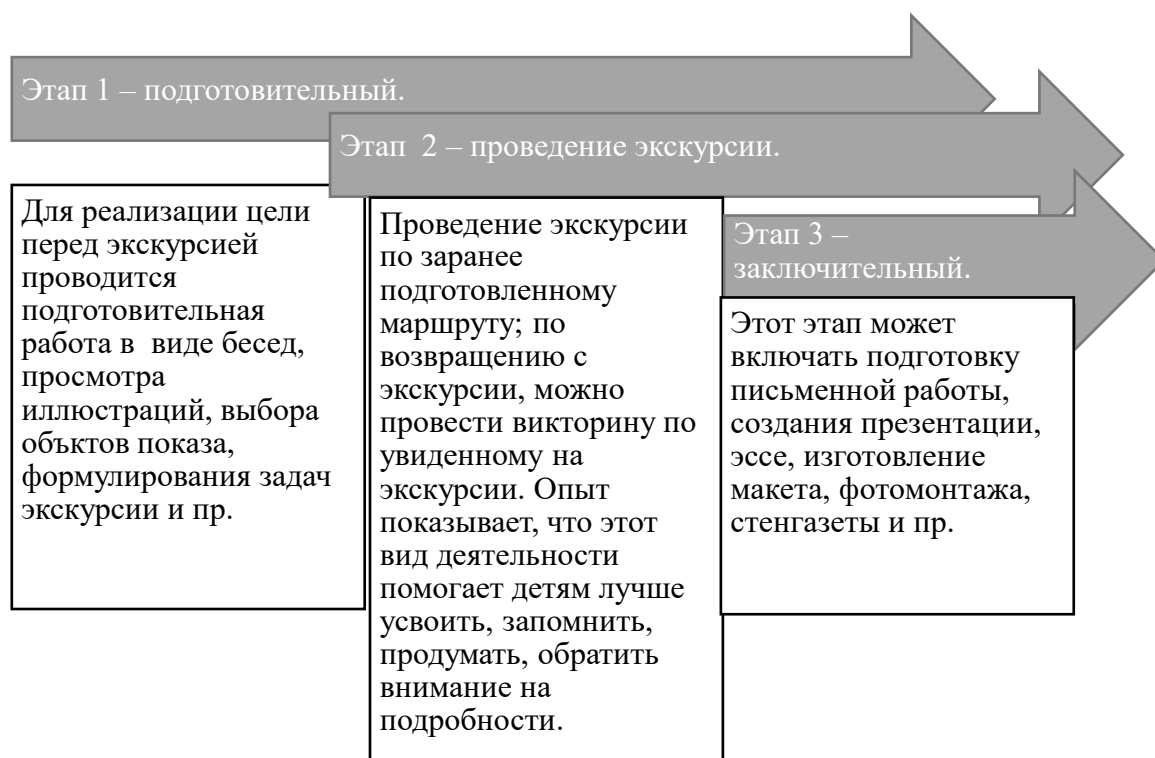 Этап 1 – подготовительный.
Этап  2 – проведение экскурсии.
Для реализации цели
перед экскурсией
проводится
подготовительная
работа в  виде бесед,
просмотра
иллюстраций, выбора
объктов показа,
формулирования задач
экскурсии и пр.
Проведение экскурсии
по заранее
подготовленному
маршруту; по
возвращению с
экскурсии, можно
провести викторину по
увиденному на
экскурсии. Опыт
показывает, что этот
вид деятельности
помогает детям лучше
усвоить, запомнить,
продумать, обратить
внимание на
подробности.
Этап 3 –
заключительный.
Этот этап может
включать подготовку
письменной работы,
создания презентации,
эссе, изготовление
макета, фотомонтажа,
стенгазеты и пр.